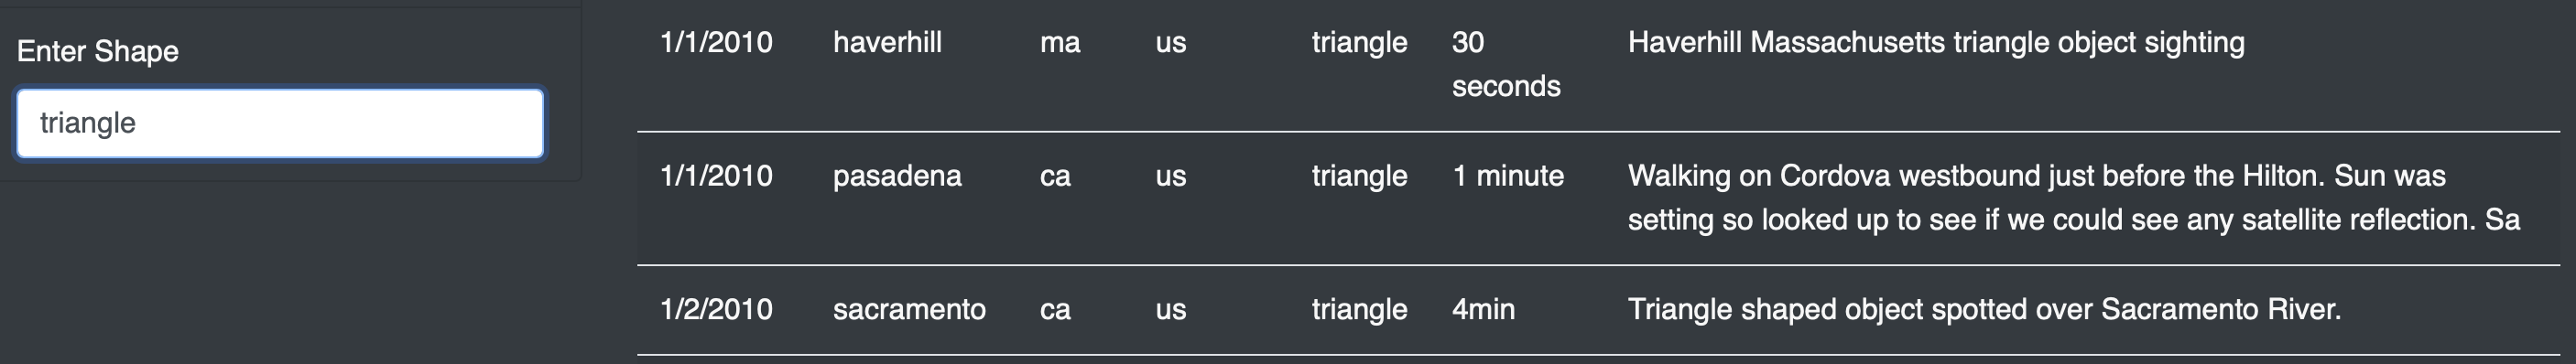 Enter Shape
triangle
1/1/2010 haverhill ma us triangle 30 Haverhill Massachusetts triangle object sighting
seconds
1/1/2010 pasadena ca us triangle 1 minute Walking on Cordova westbound just before the Hilton. Sun was
setting so looked up to see if we could see any satellite reflection. Sa
1/2/2010 sacramento ca us triangle 4min Triangle shaped object spotted over Sacramento River.